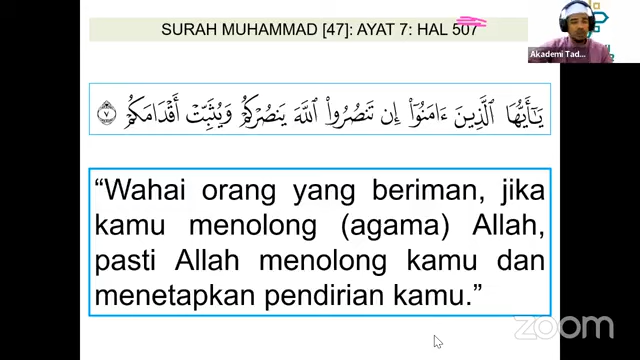 SURAH MUHAMMAD [47]: AYAT 7: HAL 507
Akademi Tad...
يَـٰٓأَيُّهَا ٱلَّذِينَ ءَامَنُوٓا۟ إِن تَنصُرُوا۟ ٱللَّهَ يَنصُرْكُمْ وَيُثَبِّتْ أَقْدَامَكُمْ ٧
“Wahai orang yang beriman, jika
kamu menolong (agama) Allah,
pasti Allah menolong kamu dan
menetapkan pendirian kamu.”
zoom